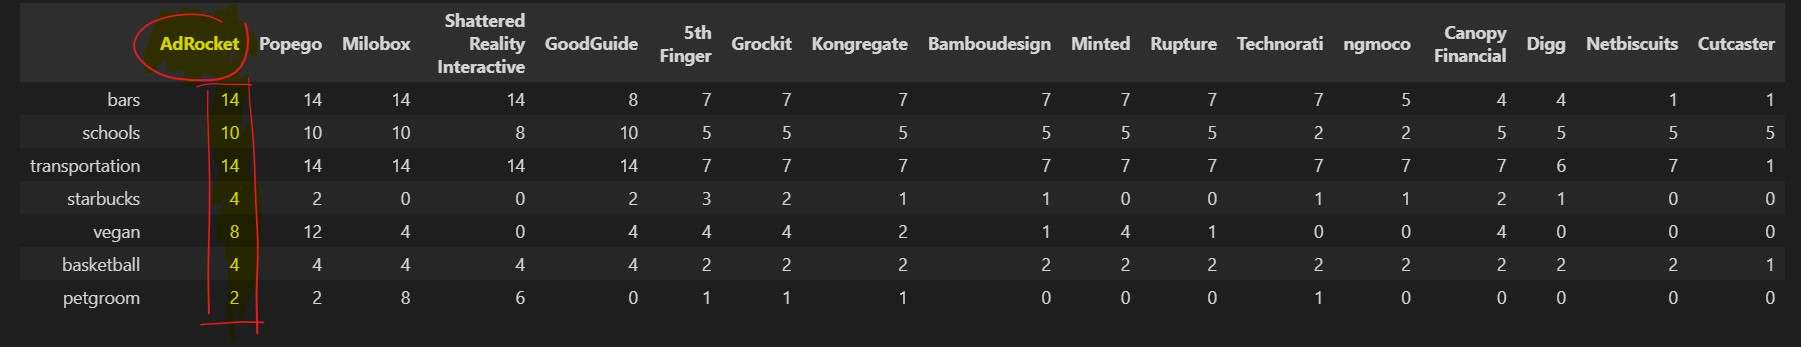 AdRocket Popego Milobox Shattered Reality Interactive GoodGuide 5th Finger Grockit Kongregate Bamboudesign Minted Rupture Technorati ngmoco Canopy Financial Digg Netbiscuits Cutcaster
bars 14 14 14 14 8 7 7 7 7 7 7 7 5 4 4 1 1
schools 10 10 10 8 10 5 5 5 5 5 5 2 2 5 5 5 5
transportation 14 14 14 14 14 7 7 7 7 7 7 7 7 7 6 7 1
starbucks 4 2 0 0 2 3 2 1 1 0 0 1 1 2 1 0 0
vegan 8 12 4 0 4 4 4 2 1 4 1 0 0 4 0 0 0
basketball 4 4 4 4 4 2 2 2 2 2 2 2 2 2 2 2 1
petgroom 2 2 8 6 0 1 1 1 0 0 0 1 0 0 0 0 0